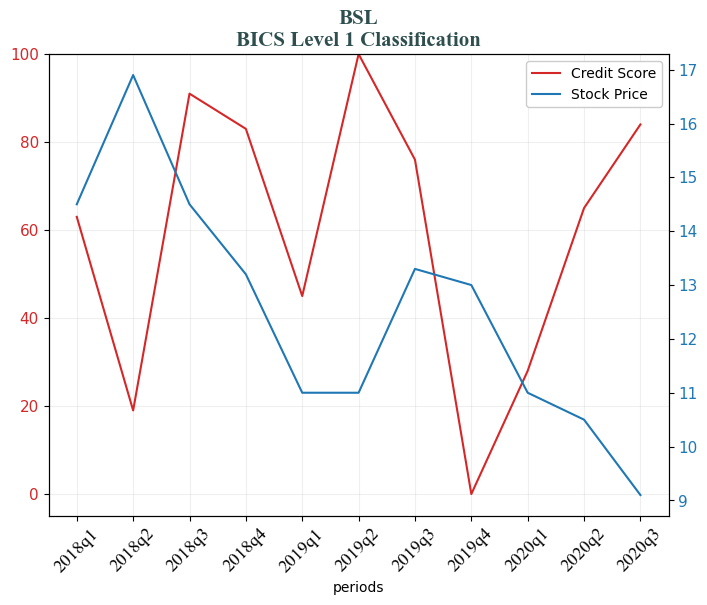 BSL
BICS Level 1 Classification
Credit Score
Stock Price
100
80
60
40
20
0
17
16
15
14
13
12
11
10
9
2018q1
2018q2
2018q3
2018q4
2019q1
2019q2
2019q3
2019q4
2020q1
2020q2
2020q3
periods